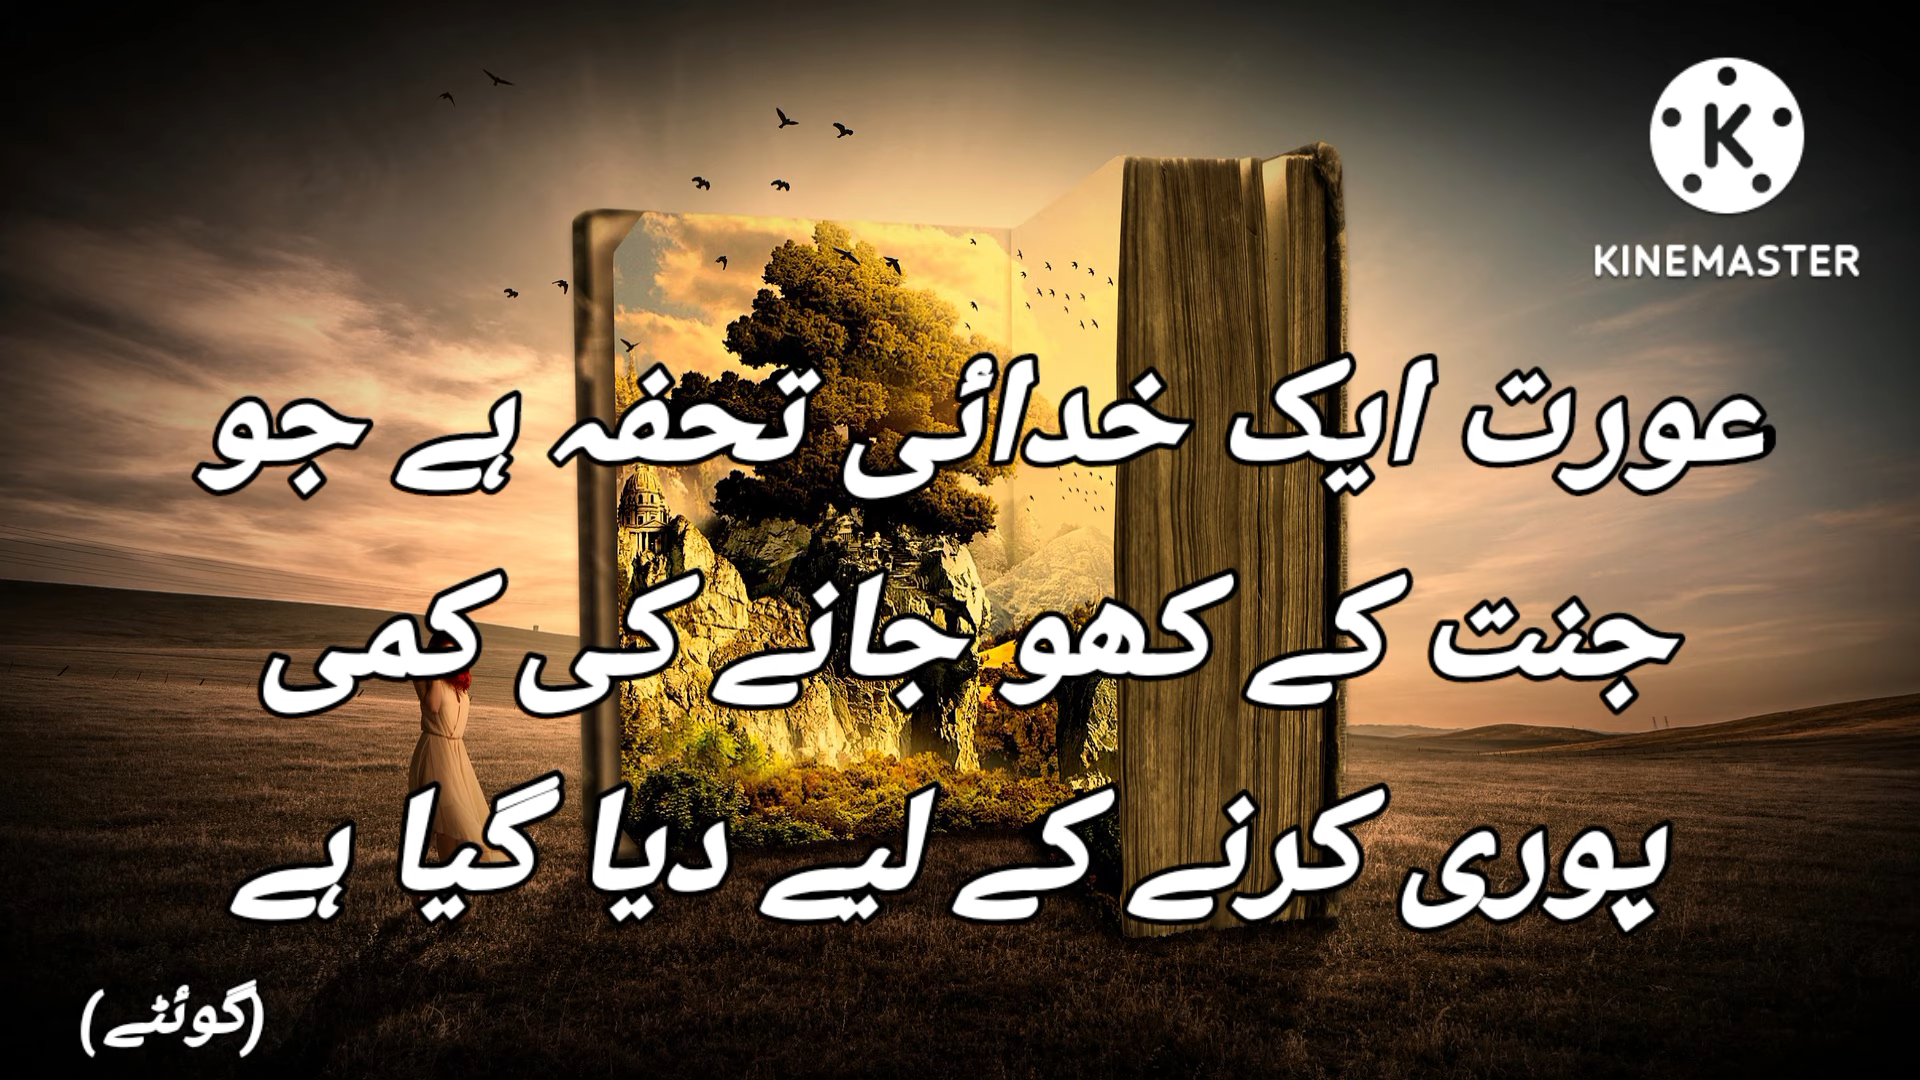 KINEMASTER
عورت ایک خدائی تحفہ ہے جو
جنت کے کھو جانے کی کمی
پوری کرنے کے لیے دیا گیا ہے
(گوئٹے)